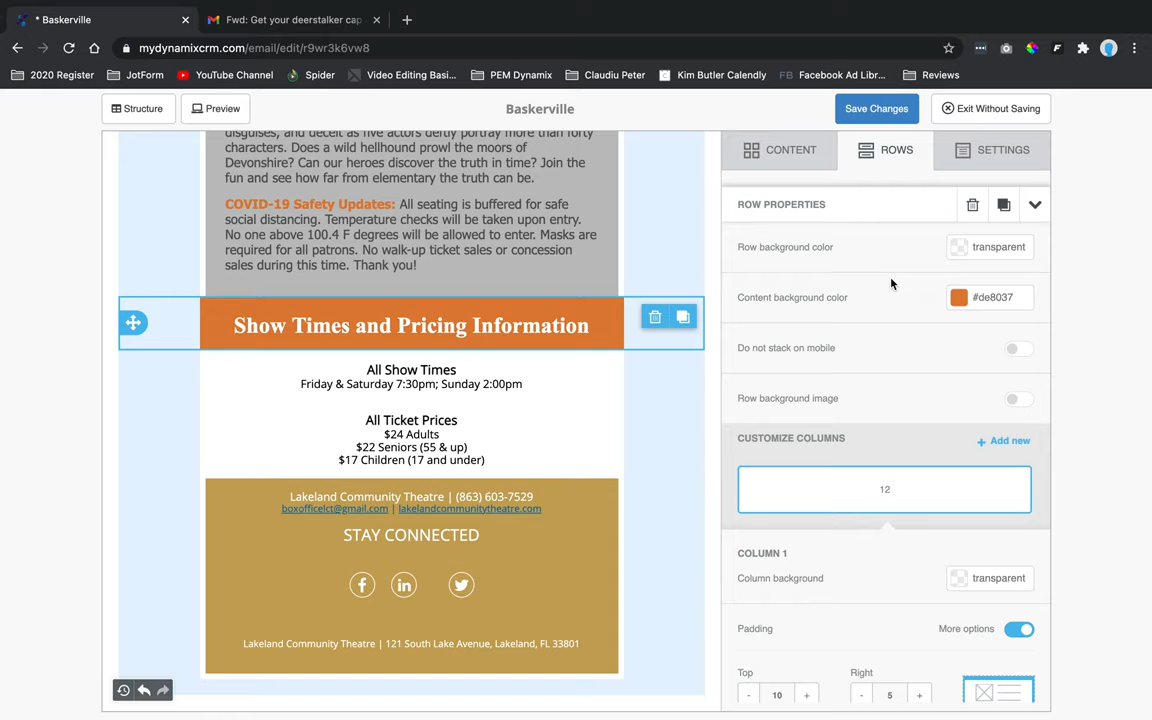 * Baskerville
Fwd: Get your deerstalker cap
mydynamixcrm.com/email/edit/r9wr3k6vw8
2020 Register
JotForm
YouTube Channel
Spider
Video Editing Basi...
PEM Dynamix
Claudiu Peter
Kim Butler Calendly
FB Facebook Ad Libr...
Reviews
Structure
Preview
Baskerville
Save Changes
Exit Without Saving
disguises, and deceit as five actors deftly portray more than forty
characters. Does a wild hellhound prowl the moors of
Devonshire? Can our heroes discover the truth in time? Join the
fun and see how far from elementary the truth can be.
COVID-19 Safety Updates: All seating is buffered for safe
social distancing. Temperature checks will be taken upon entry.
No one above 100.4 F degrees will be allowed to enter. Masks are
required for all patrons. No walk-up ticket sales or concession
sales during this time. Thank you!
Show Times and Pricing Information
All Show Times
Friday & Saturday 7:30pm; Sunday 2:00pm
All Ticket Prices
$24 Adults
$22 Seniors (55 & up)
$17 Children (17 and under)
Lakeland Community Theatre | (863) 603-7529
boxofficelct@gmail.com | lakelandcommunitytheatre.com
STAY CONNECTED
Lakeland Community Theatre | 121 South Lake Avenue, Lakeland, FL 33801
CONTENT
ROWS
SETTINGS
ROW PROPERTIES
Row background color
transparent
Content background color
#de8037
Do not stack on mobile
Row background image
CUSTOMIZE COLUMNS
+ Add new
12
COLUMN 1
Column background
transparent
Padding
More options
Top
Right
- 10 +
- 5 +